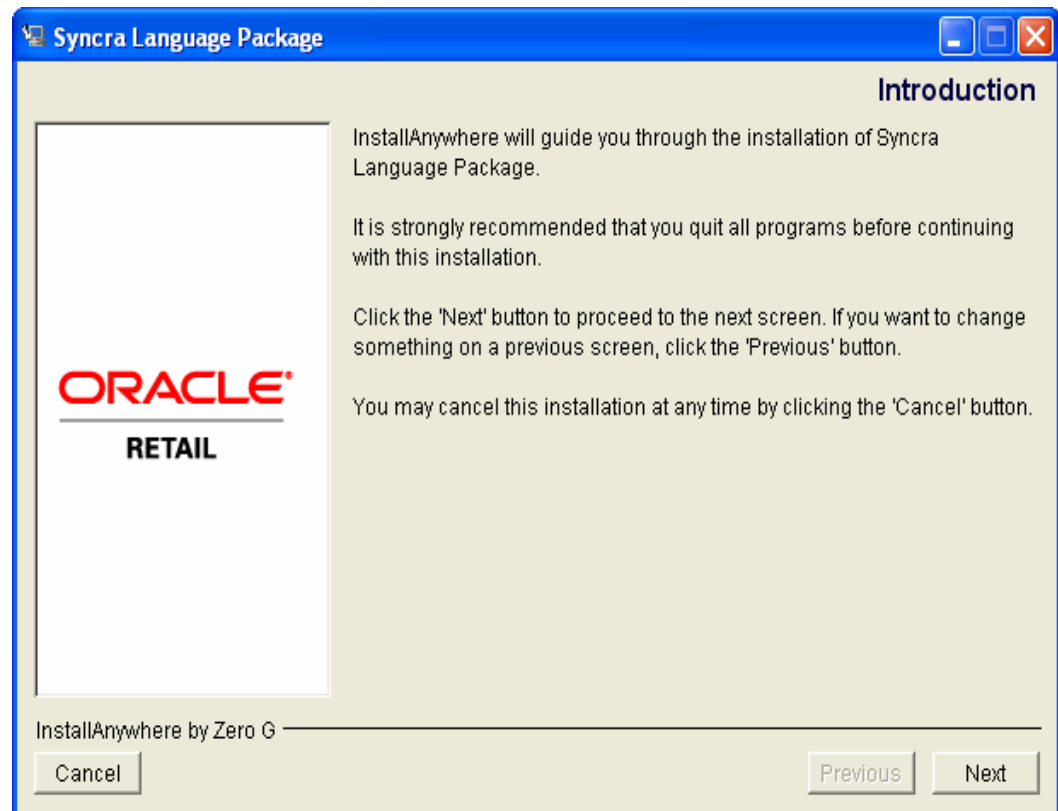 Syncra Language Package
Introduction
InstallAnywhere will guide you through the installation of Syncra
Language Package.
It is strongly recommended that you quit all programs before continuing
with this installation.
Click the 'Next' button to proceed to the next screen. If you want to change
something on a previous screen, click the 'Previous' button.
You may cancel this installation at any time by clicking the 'Cancel' button.
ORACLE®
RETAIL
InstallAnywhere by Zero G
Cancel
Previous
Next